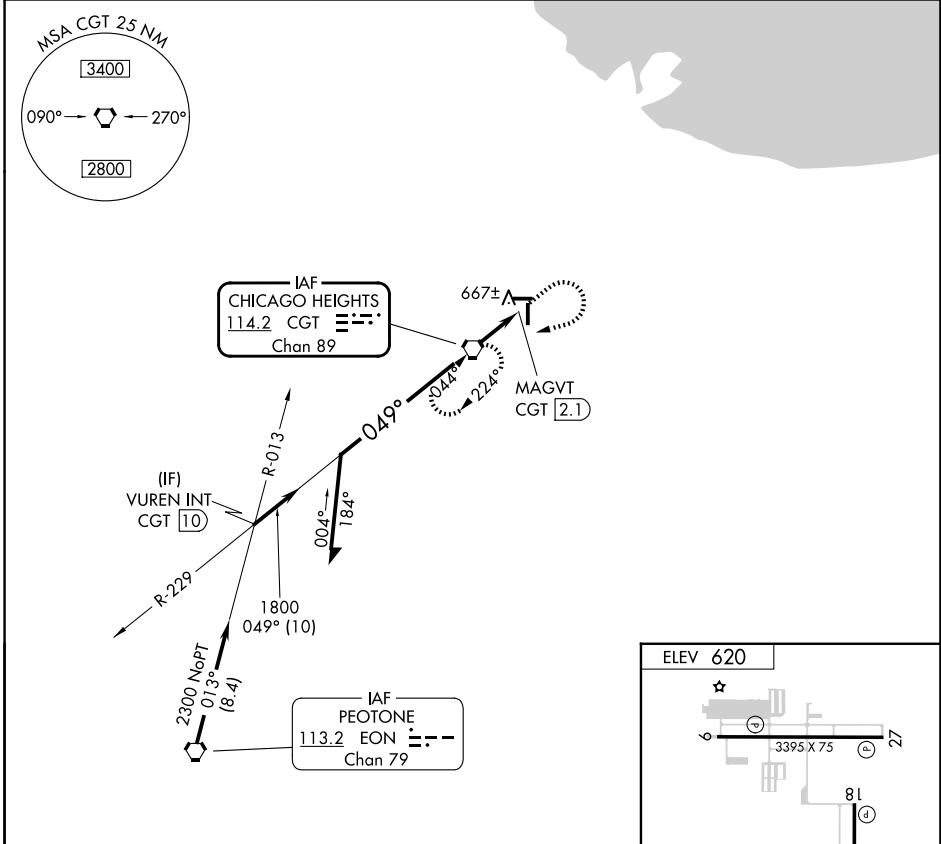 MSA CGT 25 NM
3400
090°
270°
2800
IAF
CHICAGO HEIGHTS
114.2 CGT
Chan 89
667±
MAGVT
CGT 2.1
044°
224°
049°
R-013
(IF)
VUREN INT
CGT 10
004°
184°
R-229
1800
049° (10)
2300 NoPT
013°
(8.4)
IAF
PEOTONE
113.2 EON
Chan 79
ELEV 620
P
9
3395 X 75
P
27
18
P